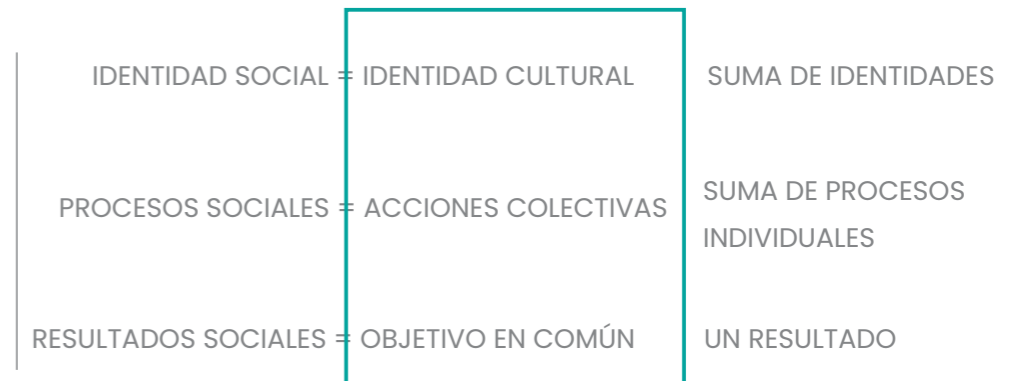 IDENTIDAD SOCIAL = IDENTIDAD CULTURAL SUMA DE IDENTIDADES
PROCESOS SOCIALES = ACCIONES COLECTIVAS SUMA DE PROCESOS
INDIVIDUALES
RESULTADOS SOCIALES = OBJETIVO EN COMÚN UN RESULTADO